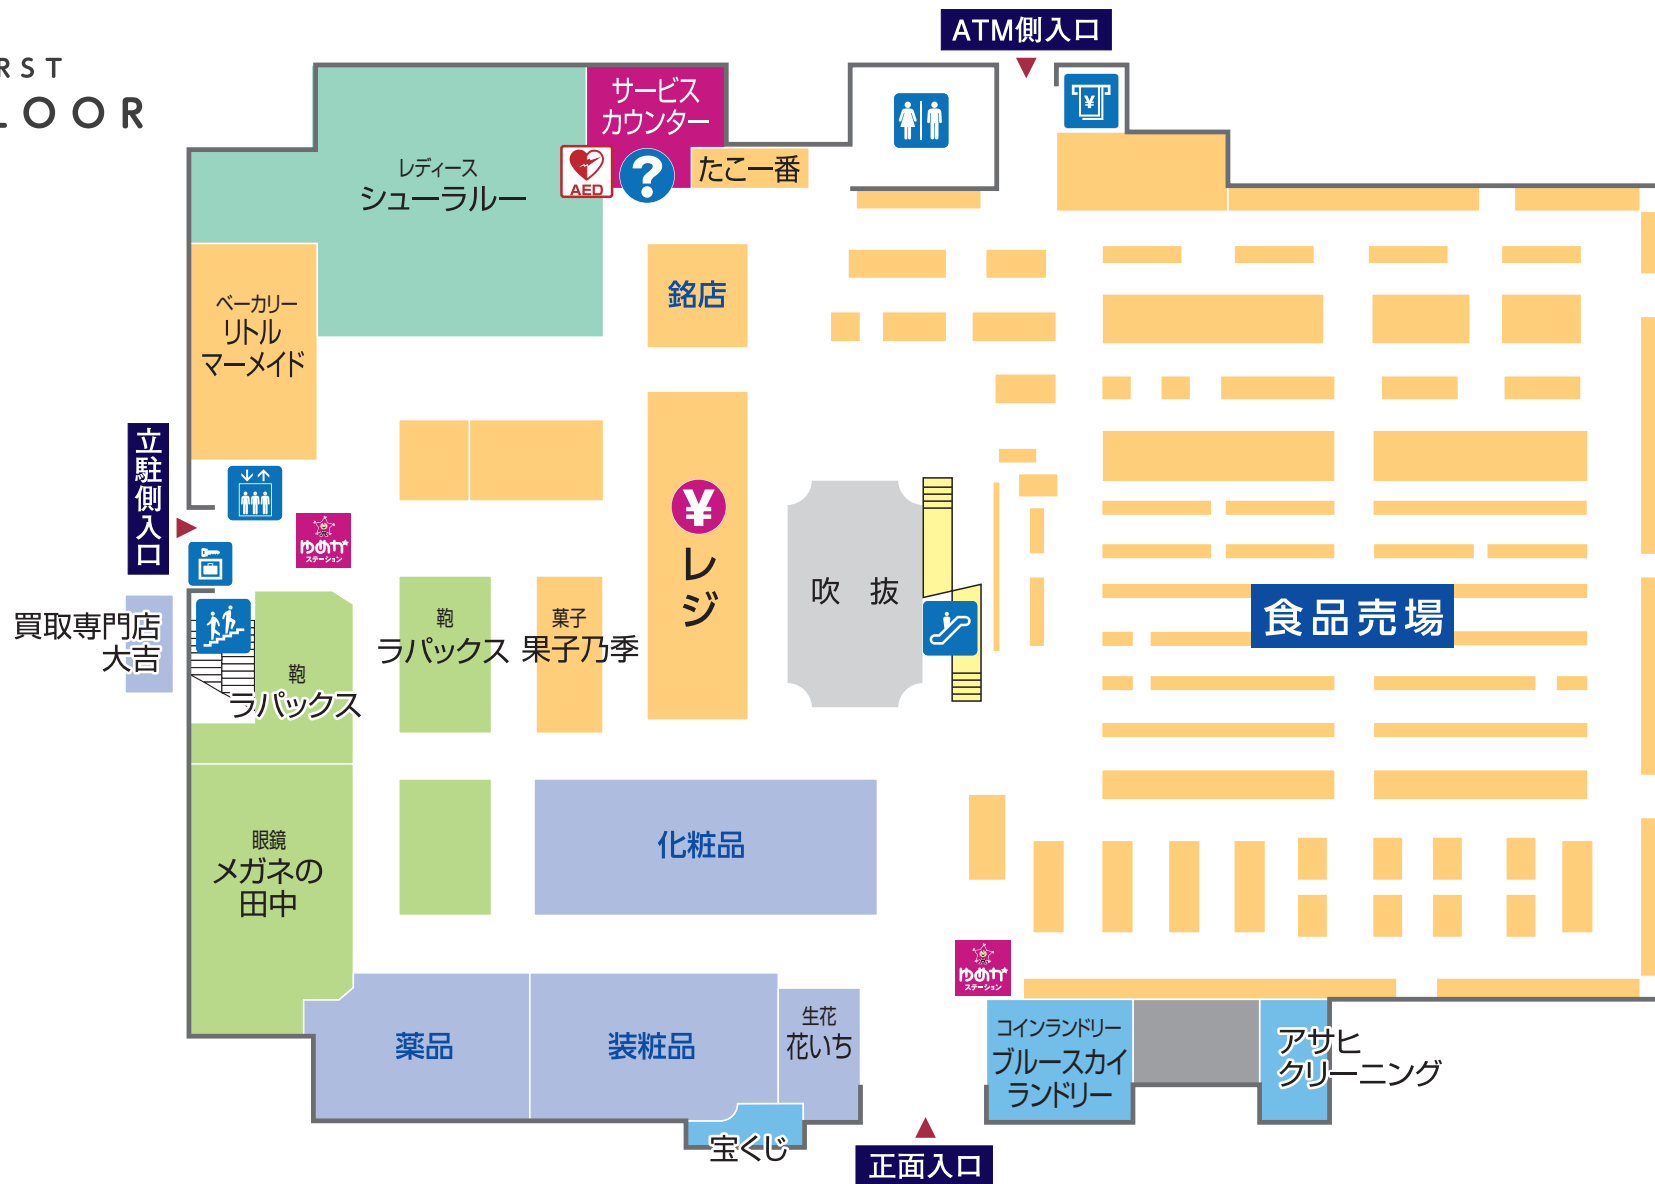 RST
LOOR
ATM側入口
サービス
カウンター
¥
AED
?
たこ一番
レディース
シューラルー
ベーカリー
リトル
マーメイド
銘店
立駐側入口
ゆめか
ステーション
¥
レジ
吹 抜
食品売場
買取専門店
大吉
鞄
ラパックス
鞄
ラパックス
菓子
果子乃季
眼鏡
メガネの
田中
化粧品
ゆめか
ステーション
薬品
装粧品
生花
花いち
宝くじ
コインランドリー
ブルースカイ
ランドリー
アサヒ
クリーニング
正面入口